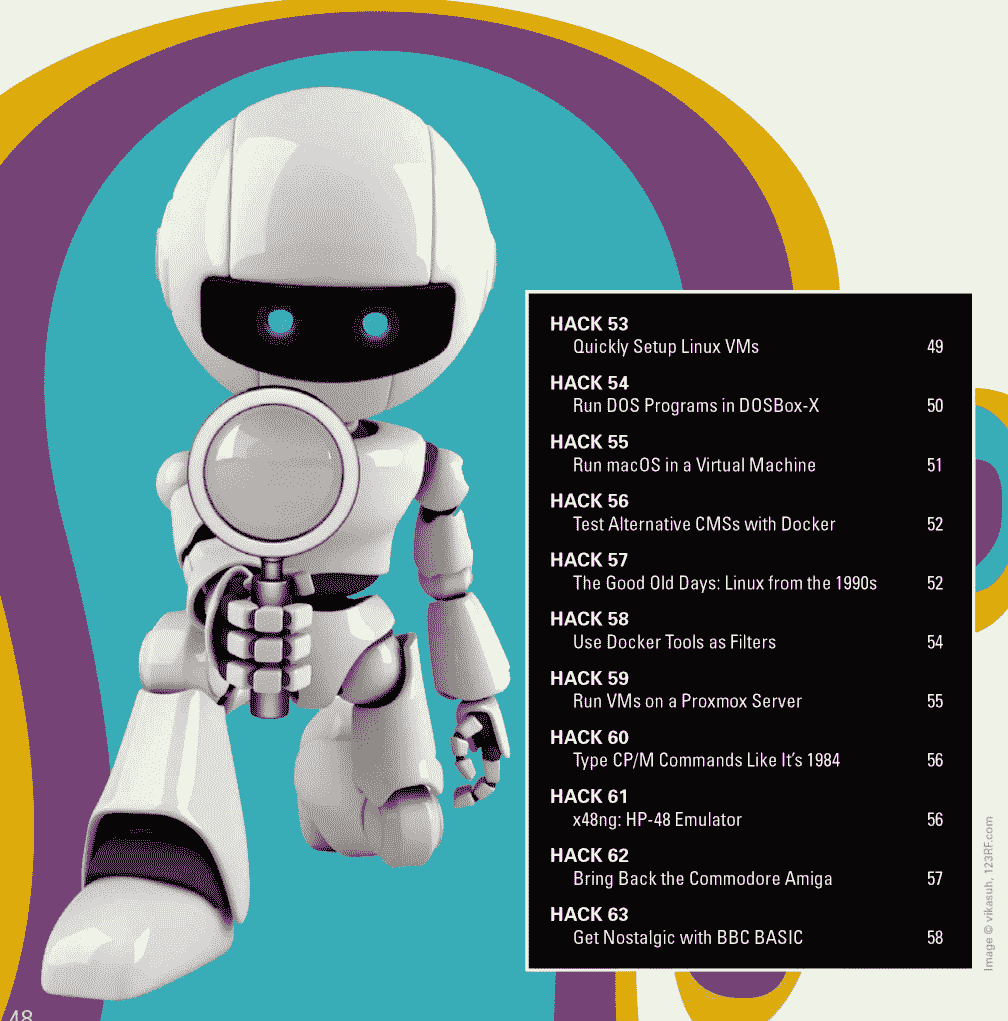 HACK 53
Quickly Setup Linux VMs 49
HACK 54
Run DOS Programs in DOSBox-X 50
HACK 55
Run macOS in a Virtual Machine 51
HACK 56
Test Alternative CMSs with Docker 52
HACK 57
The Good Old Days: Linux from the 1990s 52
HACK 58
Use Docker Tools as Filters 54
HACK 59
Run VMs on a Proxmox Server 55
HACK 60
Type CP/M Commands Like It's 1984 56
HACK 61
x48ng: HP-48 Emulator 56
HACK 62
Bring Back the Commodore Amiga 57
HACK 63
Get Nostalgic with BBC BASIC 58
Image © vikasuh, 123RF.com
48